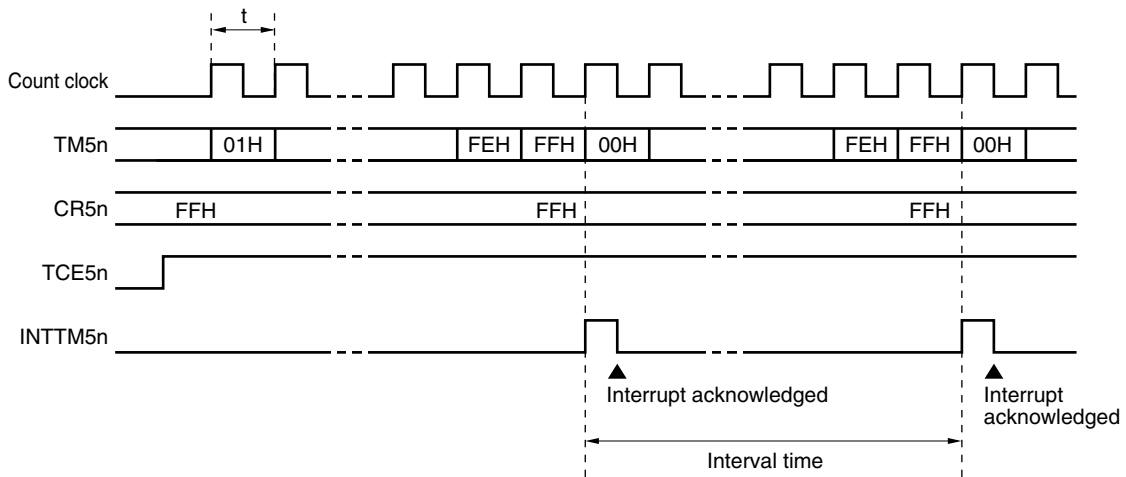 t
Count clock
TM5n
01H
FEH
FFH
00H
FEH
FFH
00H
CR5n
FFH
FFH
FFH
TCE5n
INTTM5n
Interrupt acknowledged
Interrupt
acknowledged
Interval time